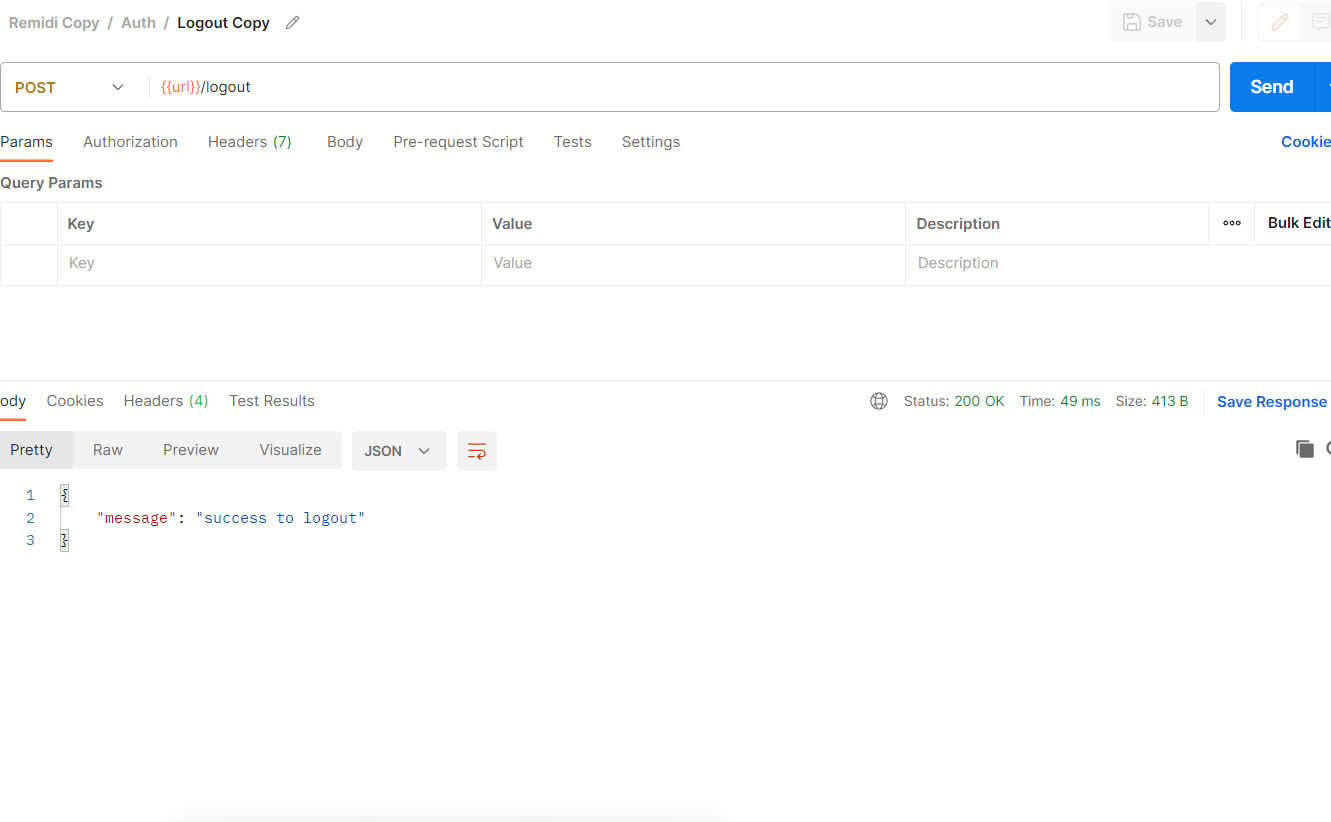 Remidi Copy / Auth / Logout Copy
Save
POST {{url}}/logout
Send
Params Authorization Headers (7) Body Pre-request Script Tests Settings Cookie
Query Params
Key Value Description ooo Bulk Edit
Key Value Description
ody Cookies Headers (4) Test Results Status: 200 OK Time: 49 ms Size: 413 B Save Response
Pretty Raw Preview Visualize JSON
1 {
2 "message": "success to logout"
3 }